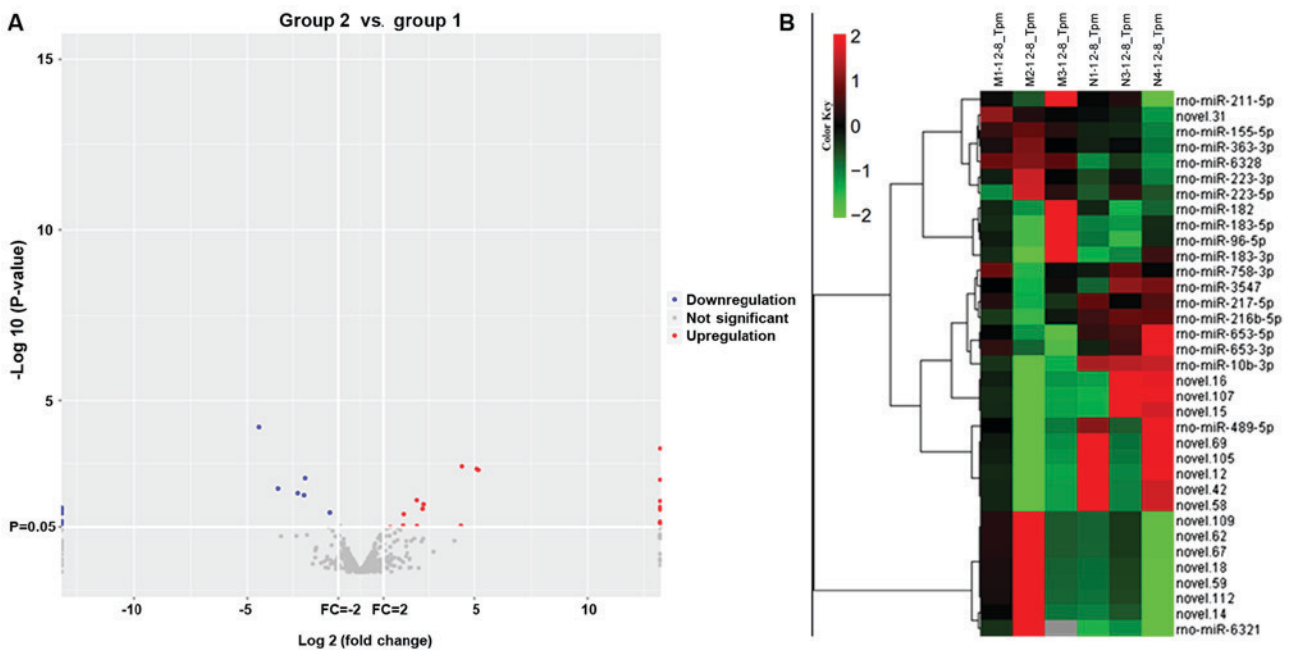 A
Group 2 vs. group 1
15
10
5
P=0.05
-Log 10 (P-value)
-10
-5
FC=-2
FC=2
5
10
Log 2 (fold change)
Downregulation
Not significant
Upregulation
B
2
1
0
−1
−2
Color Key
M1-12-8_Tpm
M2-12-8_Tpm
M3-12-8_Tpm
N1-12-8_Tpm
N3-12-8_Tpm
N4-12-8_Tpm
rno-miR-211-5p
novel.31
rno-miR-155-5p
rno-miR-363-3p
rno-miR-6328
rno-miR-223-3p
rno-miR-223-5p
rno-miR-182
rno-miR-183-5p
rno-miR-96-5p
rno-miR-183-3p
rno-miR-758-3p
rno-miR-3547
rno-miR-217-5p
rno-miR-216b-5p
rno-miR-653-5p
rno-miR-653-3p
rno-miR-10b-3p
novel.16
novel.107
novel.15
rno-miR-489-5p
novel.69
novel.105
novel.12
novel.42
novel.58
novel.109
novel.62
novel.67
novel.18
novel.59
novel.112
novel.14
rno-miR-6321